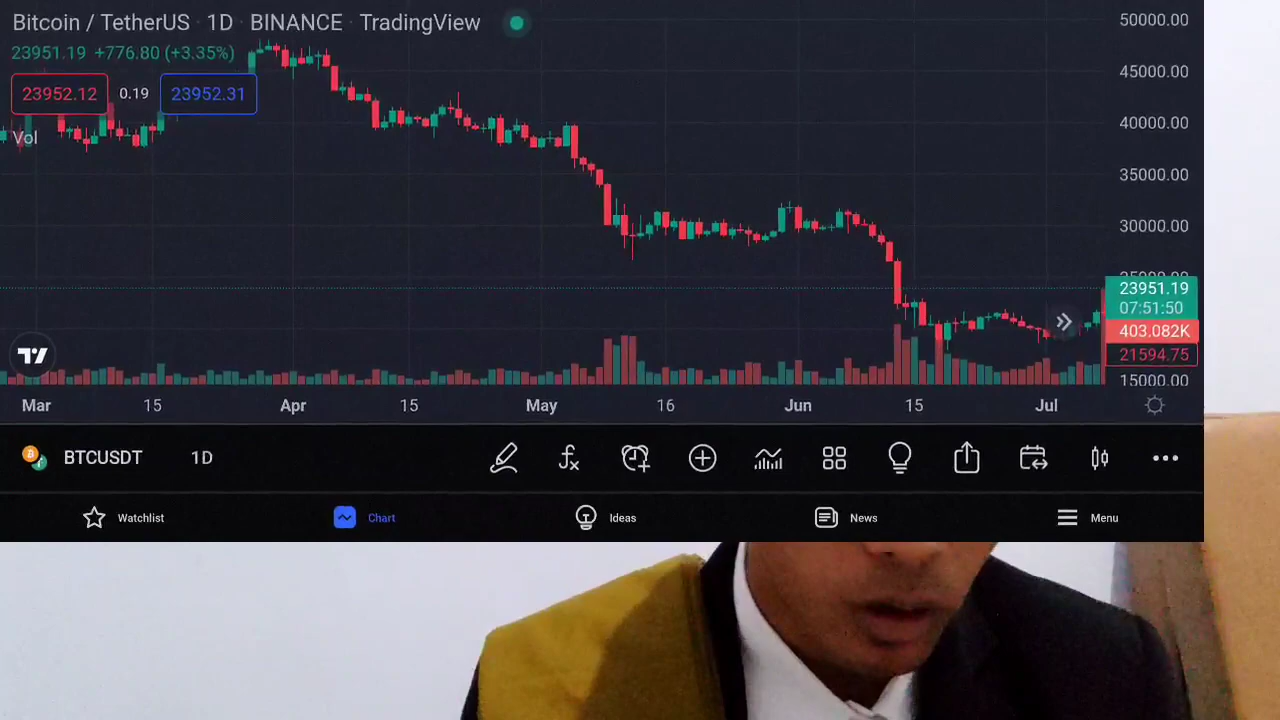 Bitcoin / TetherUS · 1D · BINANCE · TradingView
23951.19 +776.80 (+3.35%)
23952.12 0.19 23952.31
Vol
50000.00
45000.00
40000.00
35000.00
30000.00
25000.00
23951.19
07:51:50
403.082K
21594.75
15000.00
Mar 15 Apr 15 May 16 Jun 15 Jul
BTCUSDT 1D
Watchlist Chart Ideas News Menu